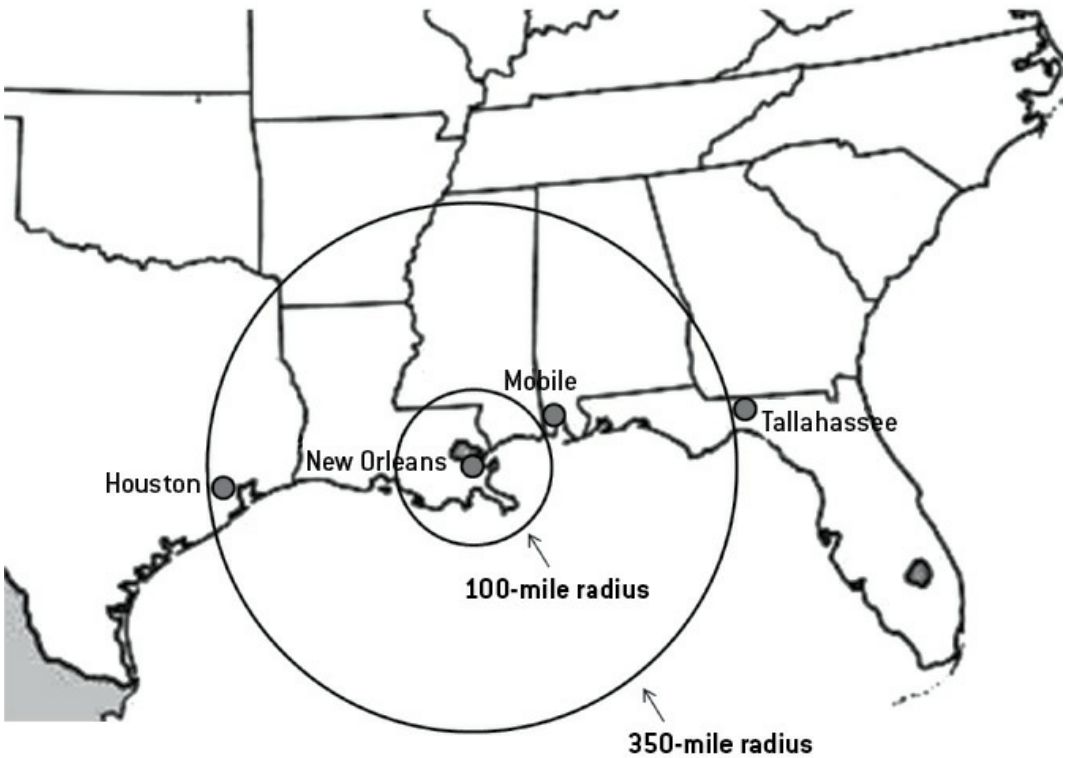 Mobile
Tallahassee
New Orleans
Houston
100-mile radius
350-mile radius